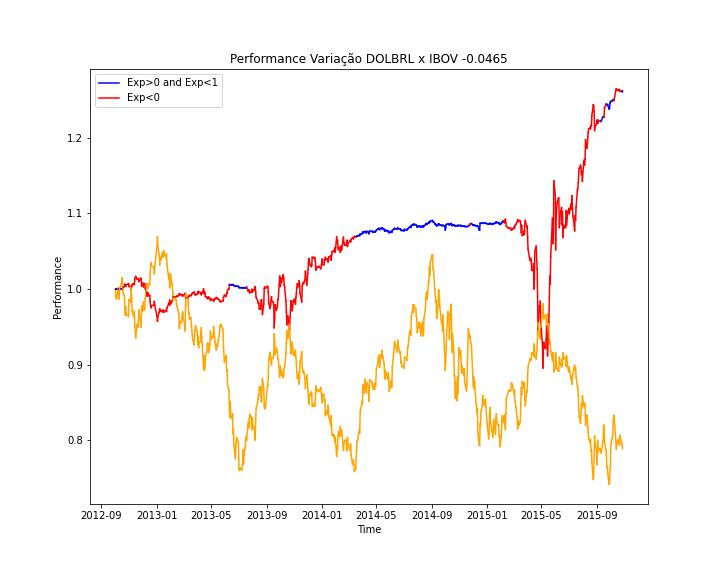 Performance Variação DOLBRL x IBOV -0.0465
Exp>0 and Exp<1
Exp<0
1.2
1.1
1.0
0.9
0.8
Performance
2012-09 2013-01 2013-05 2013-09 2014-01 2014-05 2014-09 2015-01 2015-05 2015-09
Time